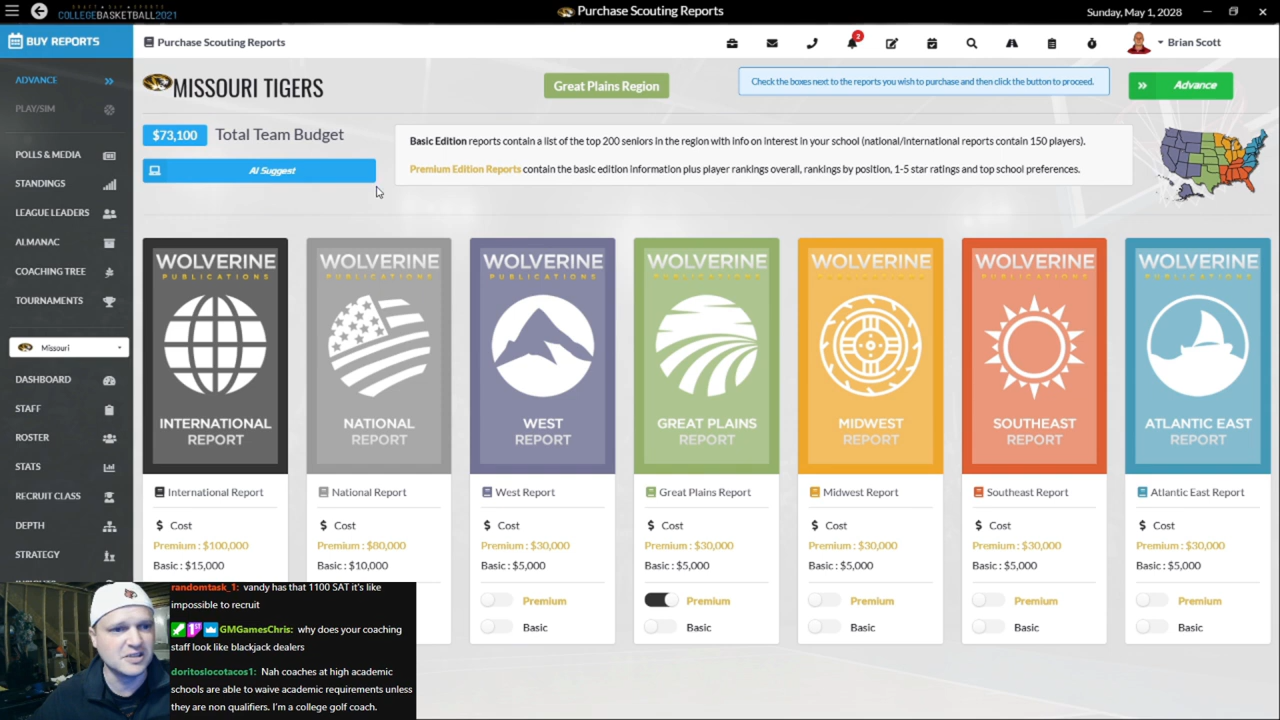 DRAFT DAY SPORTS
COLLEGEBASKETBALL2021
Purchase Scouting Reports
Sunday, May 1, 2028
BUY REPORTS
Purchase Scouting Reports
2
Brian Scott
ADVANCE
PLAY/SIM
POLLS & MEDIA
STANDINGS
LEAGUE LEADERS
ALMANAC
COACHING TREE
TOURNAMENTS
Missouri
DASHBOARD
STAFF
ROSTER
STATS
RECRUIT CLASS
DEPTH
STRATEGY
MISSOURI TIGERS
Great Plains Region
Check the boxes next to the reports you wish to purchase and then click the button to proceed.
Advance
$73,100 Total Team Budget
AI Suggest
Basic Edition reports contain a list of the top 200 seniors in the region with info on interest in your school (national/international reports contain 150 players).
Premium Edition Reports contain the basic edition information plus player rankings overall, rankings by position, 1-5 star ratings and top school preferences.
WOLVERINE
PUBLICATIONS
INTERNATIONAL
REPORT
International Report
$ Cost
Premium : $100,000
Basic : $15,000
WOLVERINE
PUBLICATIONS
NATIONAL
REPORT
National Report
$ Cost
Premium : $80,000
Basic : $10,000
WOLVERINE
PUBLICATIONS
WEST
REPORT
West Report
$ Cost
Premium : $30,000
Basic : $5,000
Premium
Basic
WOLVERINE
PUBLICATIONS
GREAT PLAINS
REPORT
Great Plains Report
$ Cost
Premium : $30,000
Basic : $5,000
Premium
Basic
WOLVERINE
PUBLICATIONS
MIDWEST
REPORT
Midwest Report
$ Cost
Premium : $30,000
Basic : $5,000
Premium
Basic
WOLVERINE
PUBLICATIONS
SOUTHEAST
REPORT
Southeast Report
$ Cost
Premium : $30,000
Basic : $5,000
Premium
Basic
WOLVERINE
PUBLICATIONS
ATLANTIC EAST
REPORT
Atlantic East Report
$ Cost
Premium : $30,000
Basic : $5,000
Premium
Basic
randomtask_1: vandy has that 1100 SAT it's like
impossible to recruit
GMGamesChris: why does your coaching
staff look like blackjack dealers
doritoslocotacos1: Nah coaches at high academic
schools are able to waive academic requirements unless
they are non qualifiers. I'm a college golf coach.